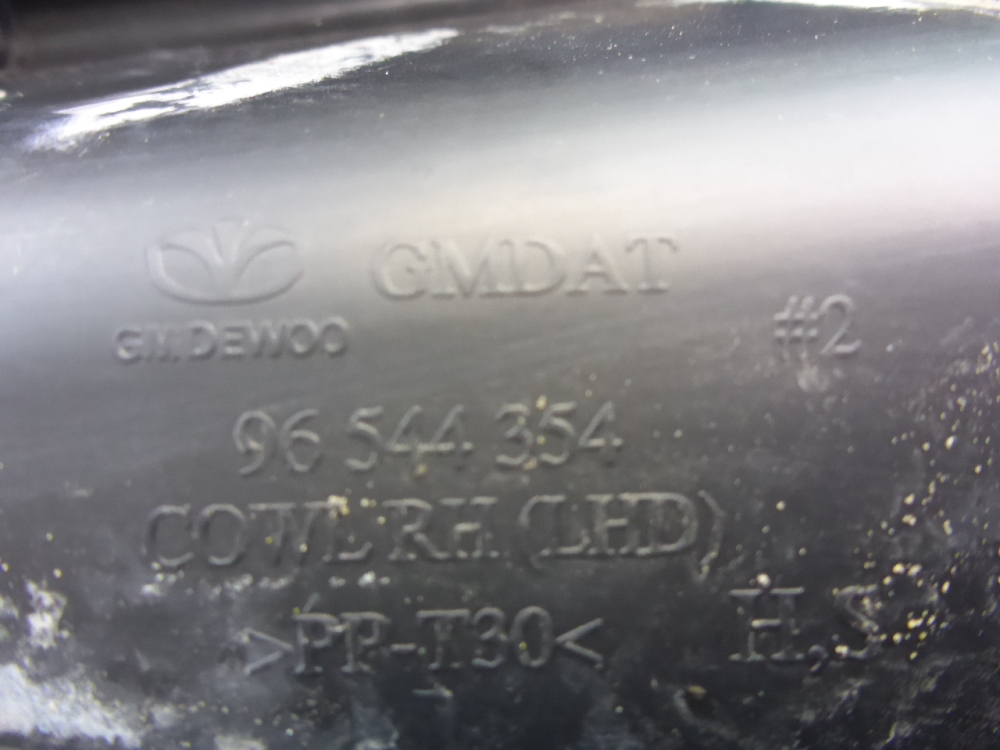 GMDAT
GM.DEWOO
#2
96 544 354
COWL RH (LHD)
>PP-T30<
H,S